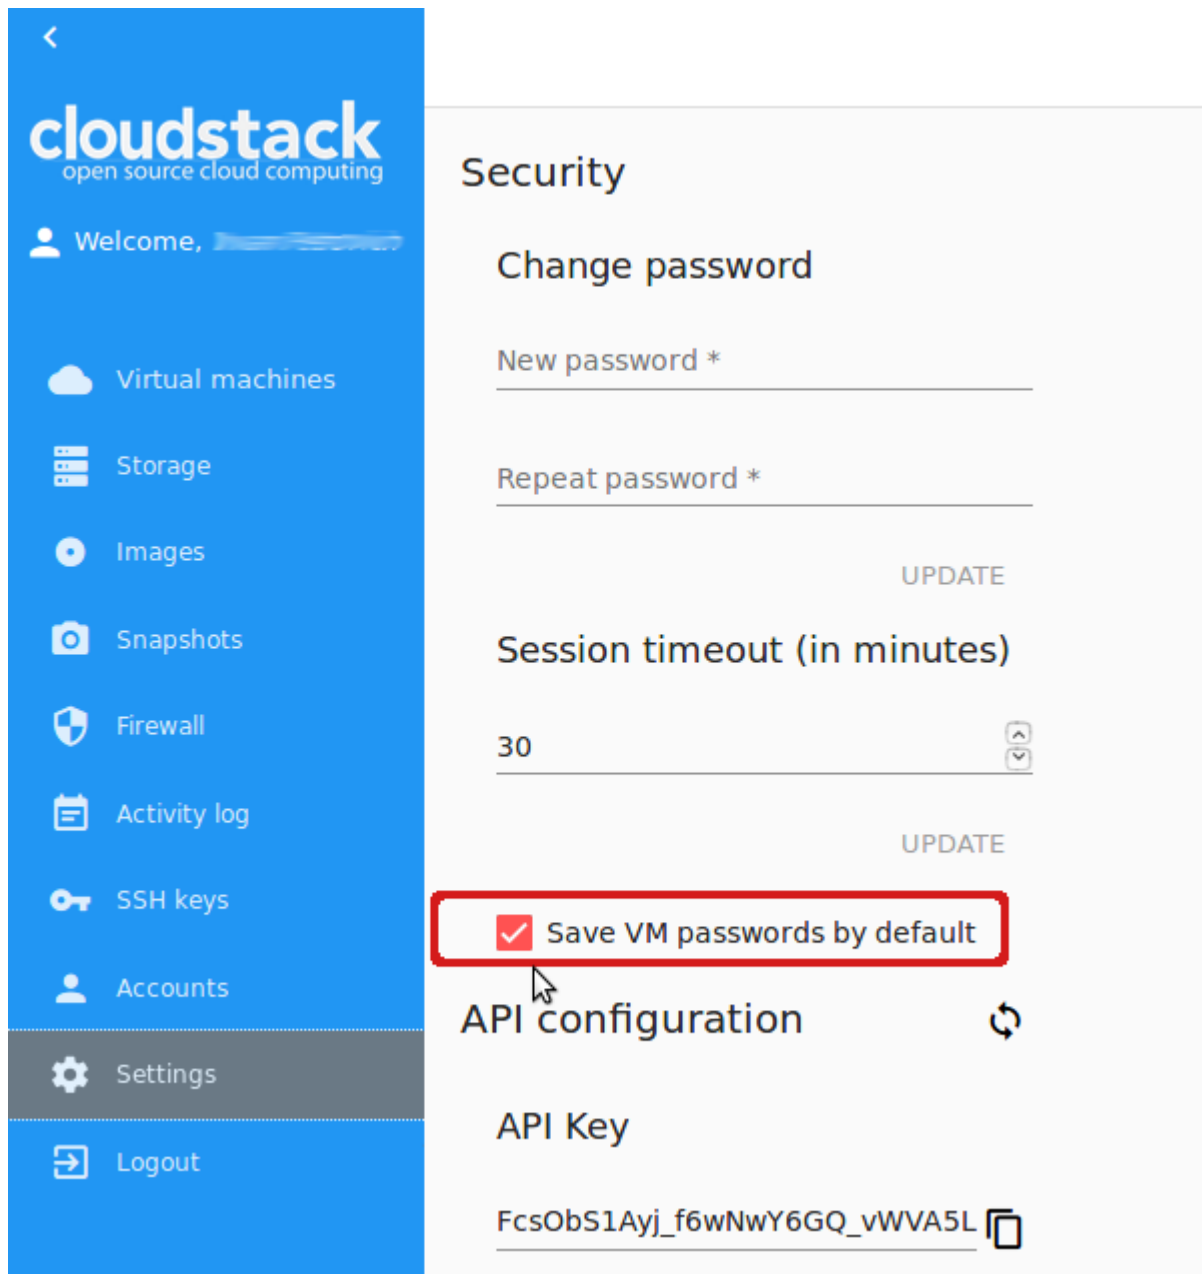 cloudstack
open source cloud computing
Welcome,
Virtual machines
Storage
Images
Snapshots
Firewall
Activity log
SSH keys
Accounts
Settings
Logout
Security
Change password
New password *
Repeat password *
UPDATE
Session timeout (in minutes)
30
UPDATE
Save VM passwords by default
API configuration
API Key
FcsObS1Ayj_f6wNwY6GQ_vWVA5L